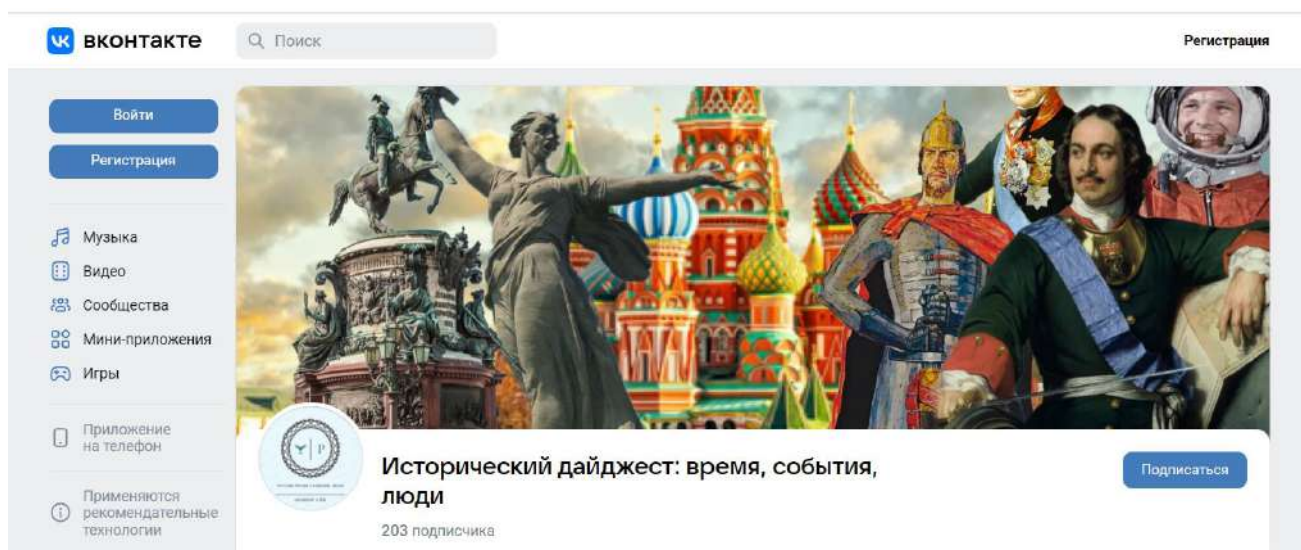 вконтакте
Поиск
Регистрация
Войти
Регистрация
Музыка
Видео
Сообщества
Мини-приложения
Игры
Приложение
на телефон
Применяются
рекомендательные
технологии
Исторический дайджест: время, события,
люди
203 подписчика
Подписаться